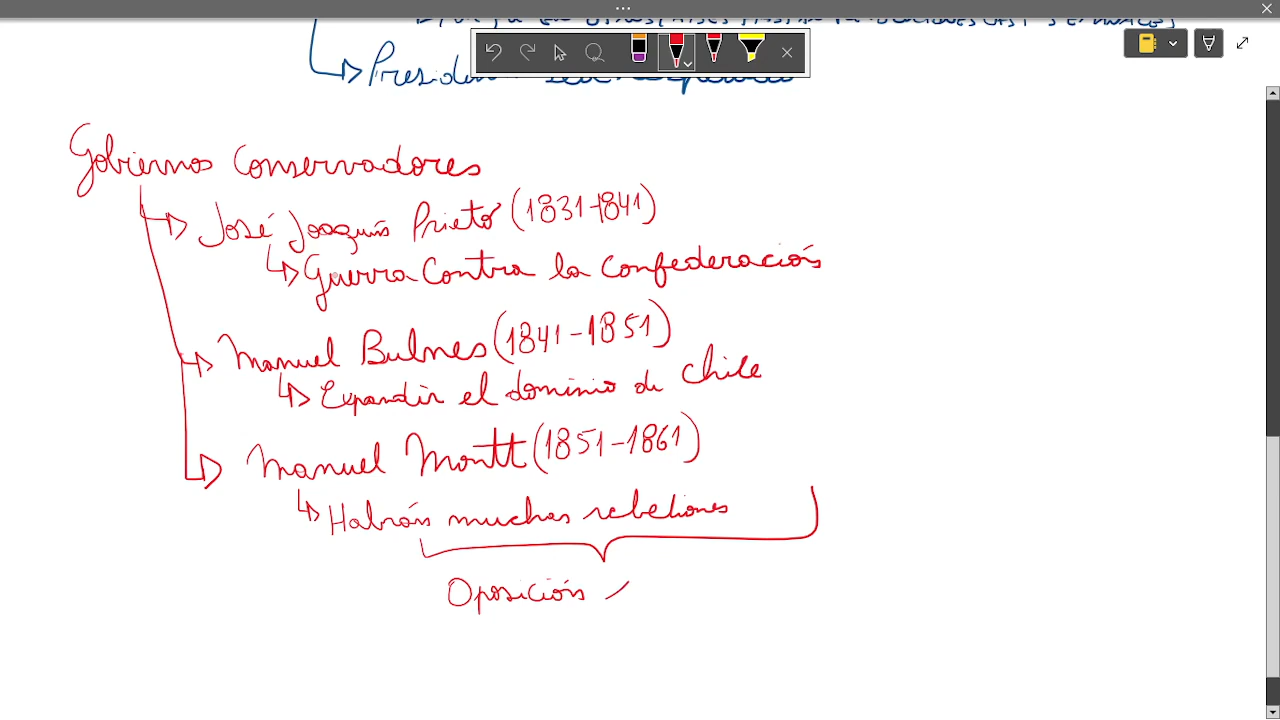 Gobiernos Conservadores
José Joaquín Prieto (1831-1841)
Guerra Contra la confederación
Manuel Bulnes (1841-1851)
Expandir el dominio de Chile
Manuel Montt (1851-1861)
Habrán muchas rebeliones
Oposición